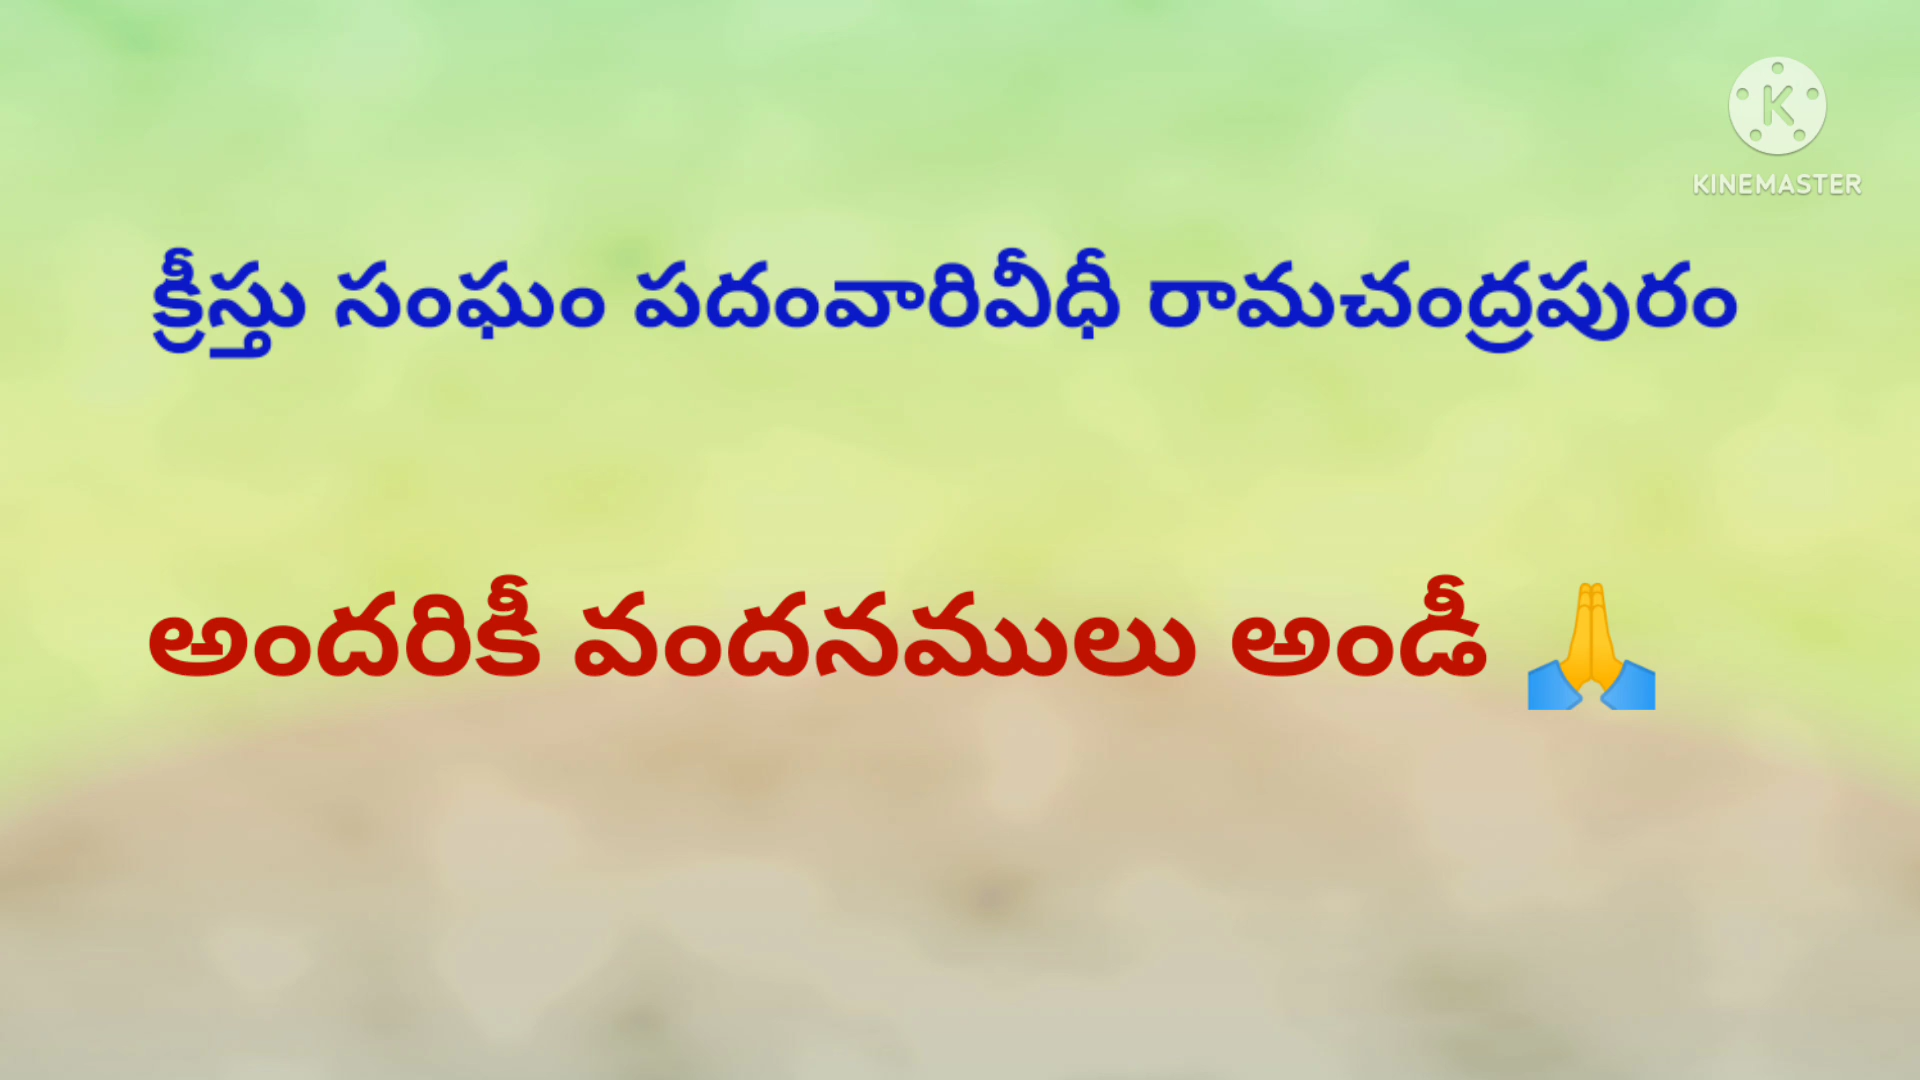 KINEMASTER
క్రీస్తు సంఘం పదంవారివీధీ రామచంద్రపురం
అందరికీ వందనములు అండీ 🙏